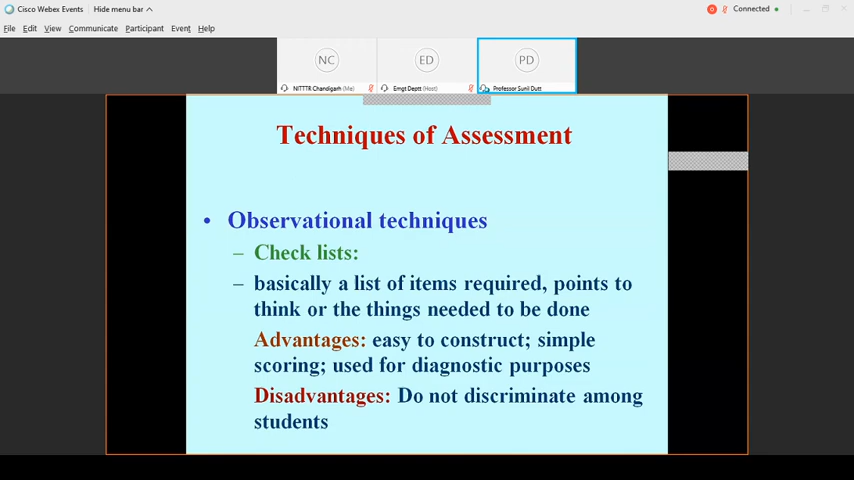 Cisco Webex Events Hide menu bar Connected
File Edit View Communicate Participant Event Help
NC ED PD
NITTTR Chandigarh (Me) Emgt Deptt (Host) Professor Sunil Dutt
Techniques of Assessment
• Observational techniques
– Check lists:
– basically a list of items required, points to
think or the things needed to be done
Advantages: easy to construct; simple
scoring; used for diagnostic purposes
Disadvantages: Do not discriminate among
students